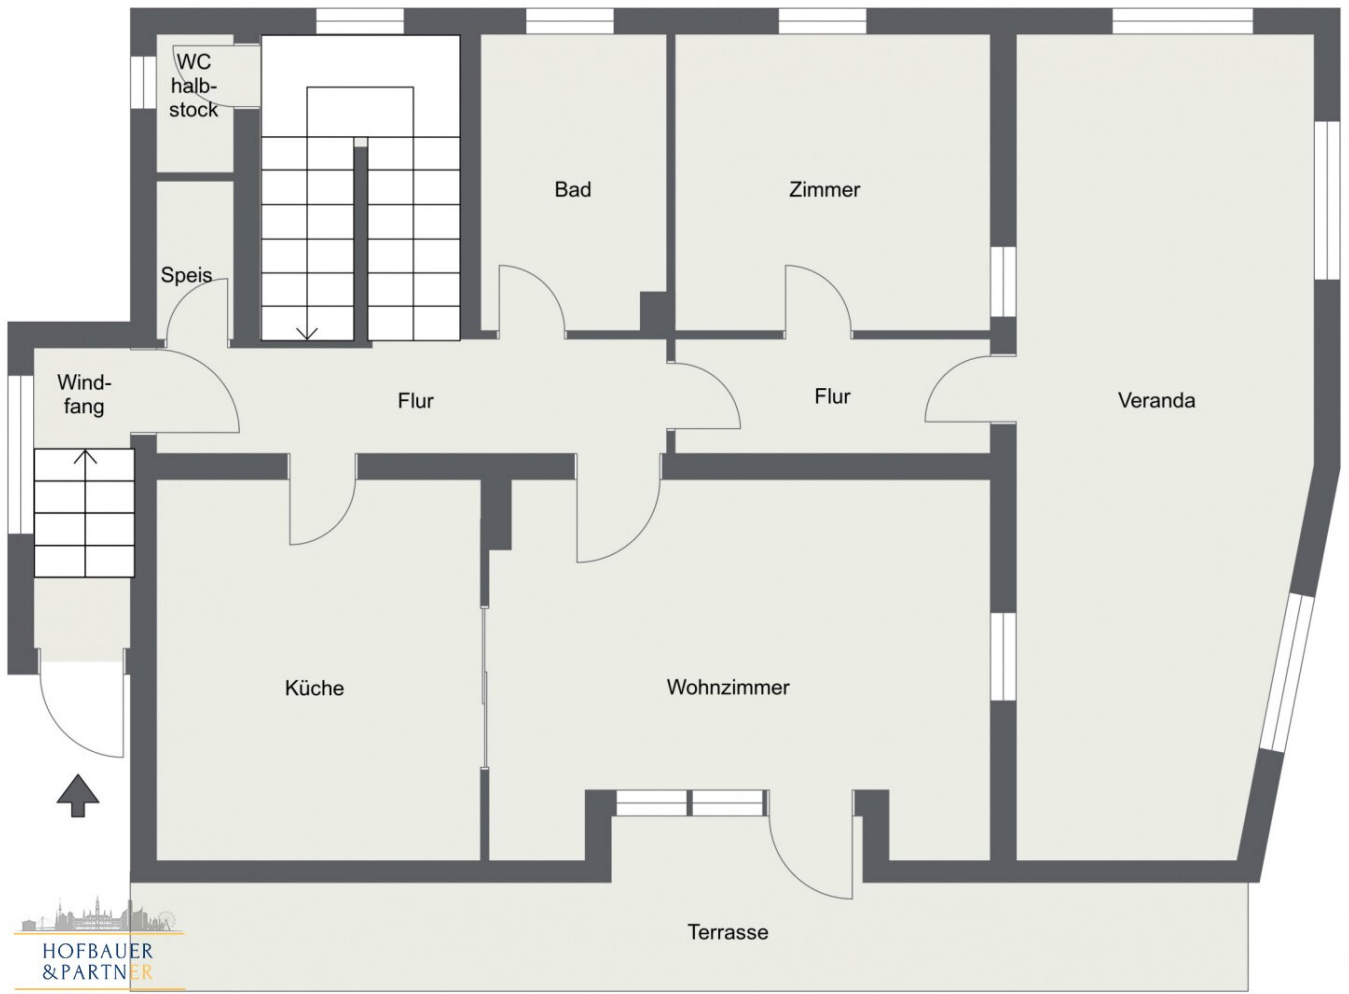 WC
halb-
stock
Bad
Zimmer
Speis
Wind-
fang
Flur
Flur
Veranda
Küche
Wohnzimmer
Terrasse
HOFBAUER
&PARTNER